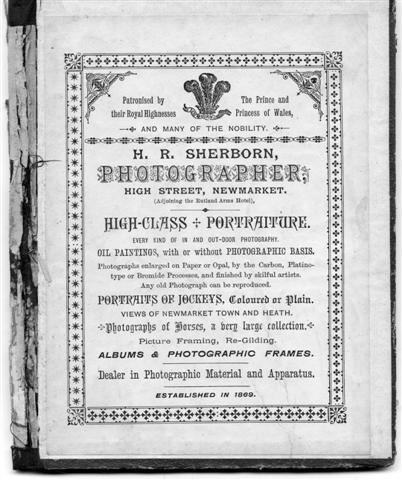 Patronised by The Prince and
their Royal Highnesses Princess of Wales,
AND MANY OF THE NOBILITY.
H. R. SHERBORN,
PHOTOGRAPHER,
HIGH STREET, NEWMARKET.
(Adjoining the Rutland Arms Hotel),
HIGH-CLASS + PORTRAITURE.
EVERY KIND OF IN AND OUT-DOOR PHOTOGRAPHY.
OIL PAINTINGS, with or without PHOTOGRAPHIC BASIS.
Photographs enlarged on Paper or Opal, by the Carbon, Platino-
type or Bromide Processes, and finished by skilful artists.
Any old Photograph can be reproduced.
PORTRAITS OF JOCKEYS, Coloured or Plain.
VIEWS OF NEWMARKET TOWN AND HEATH.
Photographs of Horses, a very large collection.
Picture Framing, Re-Gilding.
ALBUMS & PHOTOGRAPHIC FRAMES.
Dealer in Photographic Material and Apparatus.
ESTABLISHED IN 1869.